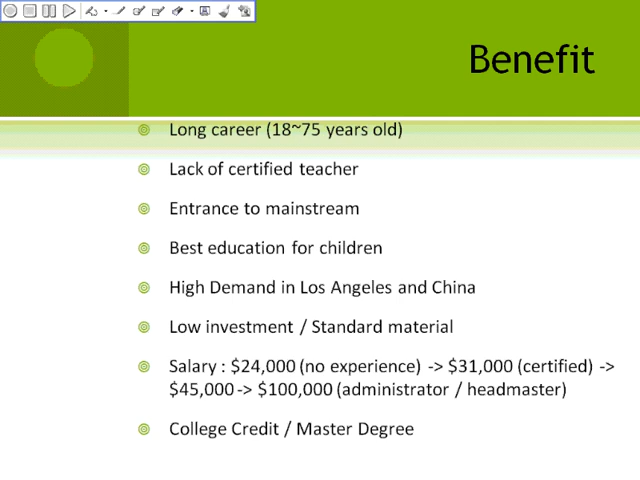 Benefit
Long career (18~75 years old)
Lack of certified teacher
Entrance to mainstream
Best education for children
High Demand in Los Angeles and China
Low investment / Standard material
Salary : $24,000 (no experience) -> $31,000 (certified) ->
$45,000 -> $100,000 (administrator / headmaster)
College Credit / Master Degree